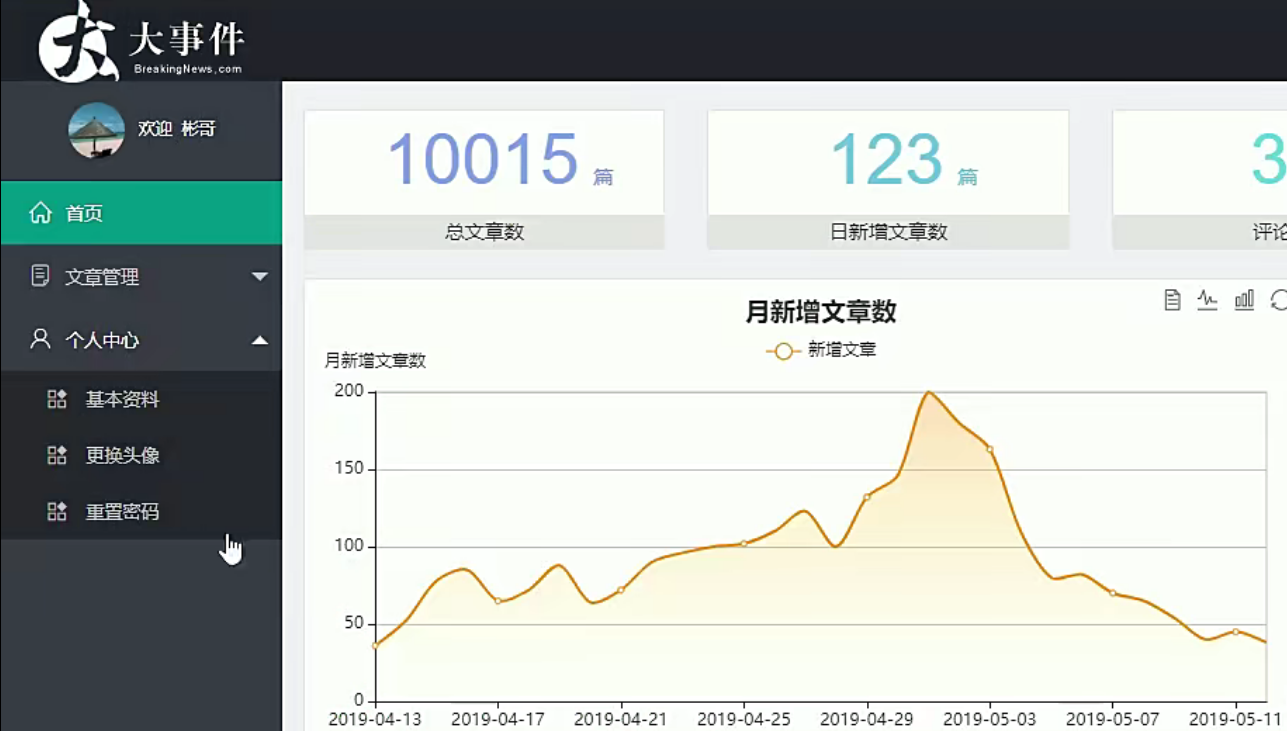 大事件
BreakingNews.com
欢迎 彬哥
首页
文章管理
个人中心
基本资料
更换头像
重置密码
10015 篇
总文章数
123 篇
日新增文章数
3
评论
月新增文章数
新增文章
月新增文章数
200
150
100
50
0
2019-04-13 2019-04-17 2019-04-21 2019-04-25 2019-04-29 2019-05-03 2019-05-07 2019-05-11